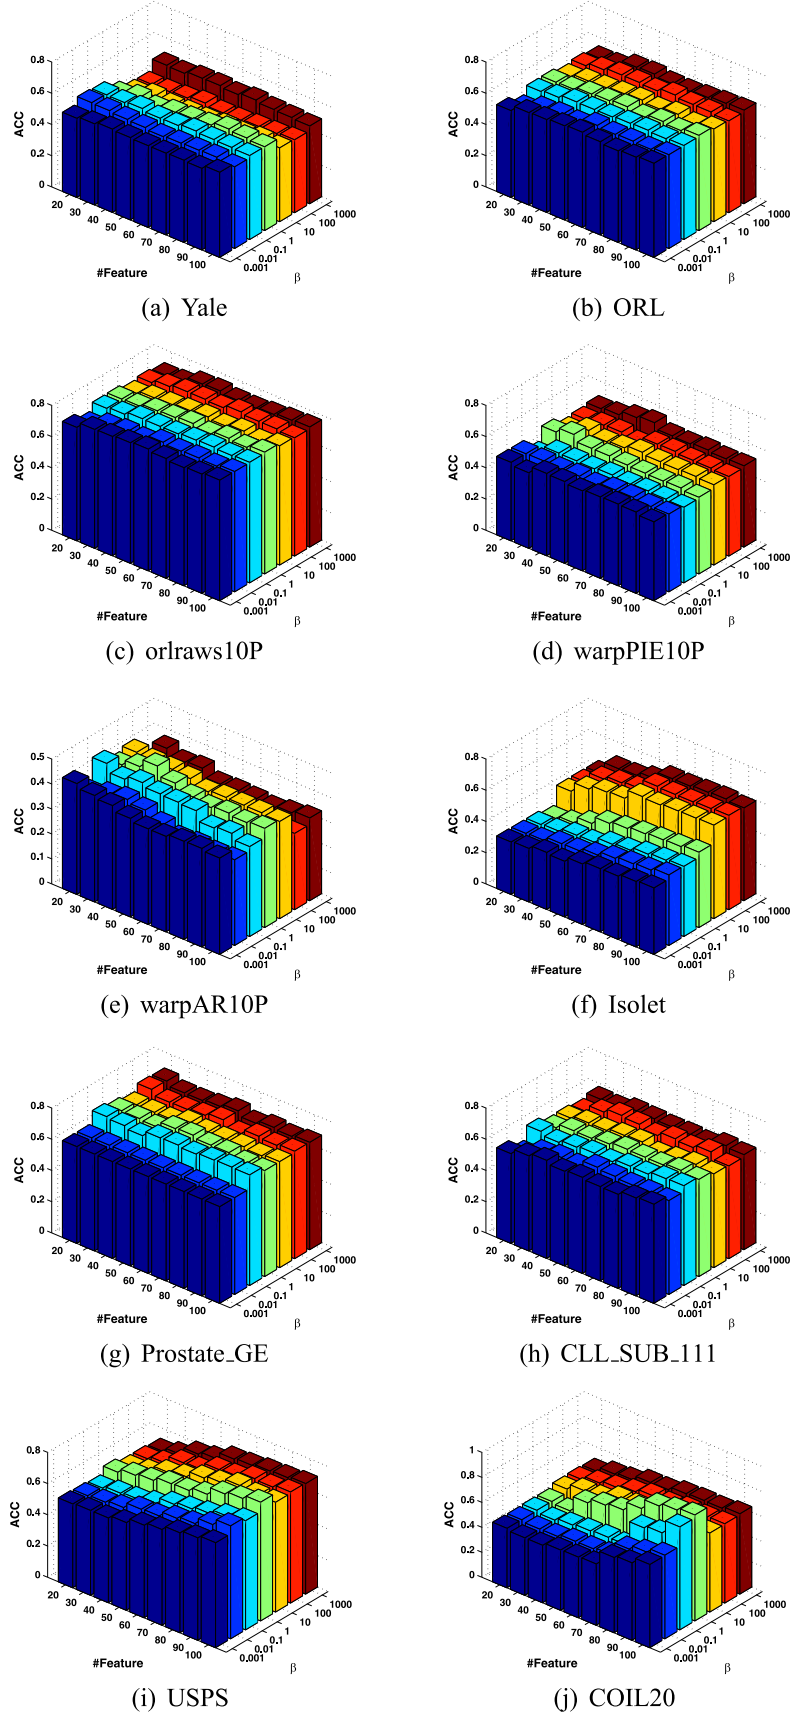 0.8
0.6
0.4
0.2
0
ACC
20 30 40 50 60 70 80 90 100
#Feature
0.001 0.01 0.1 1 10 100 1000
β
(a) Yale
0.8
0.6
0.4
0.2
0
ACC
20 30 40 50 60 70 80 90 100
#Feature
0.001 0.01 0.1 1 10 100 1000
β
(b) ORL
0.8
0.6
0.4
0.2
0
ACC
20 30 40 50 60 70 80 90 100
#Feature
0.001 0.01 0.1 1 10 100 1000
β
(c) orlraws10P
0.8
0.6
0.4
0.2
0
ACC
20 30 40 50 60 70 80 90 100
#Feature
0.001 0.01 0.1 1 10 100 1000
β
(d) warpPIE10P
0.5
0.4
0.3
0.2
0.1
0
ACC
20 30 40 50 60 70 80 90 100
#Feature
0.001 0.01 0.1 1 10 100 1000
β
(e) warpAR10P
0.8
0.6
0.4
0.2
0
ACC
20 30 40 50 60 70 80 90 100
#Feature
0.001 0.01 0.1 1 10 100 1000
β
(f) Isolet
0.8
0.6
0.4
0.2
0
ACC
20 30 40 50 60 70 80 90 100
#Feature
0.001 0.01 0.1 1 10 100 1000
β
(g) Prostate_GE
0.8
0.6
0.4
0.2
0
ACC
20 30 40 50 60 70 80 90 100
#Feature
0.001 0.01 0.1 1 10 100 1000
β
(h) CLL_SUB_111
0.8
0.6
0.4
0.2
0
ACC
20 30 40 50 60 70 80 90 100
#Feature
0.001 0.01 0.1 1 10 100 1000
β
(i) USPS
1
0.8
0.6
0.4
0.2
0
ACC
20 30 40 50 60 70 80 90 100
#Feature
0.001 0.01 0.1 1 10 100 1000
β
(j) COIL20